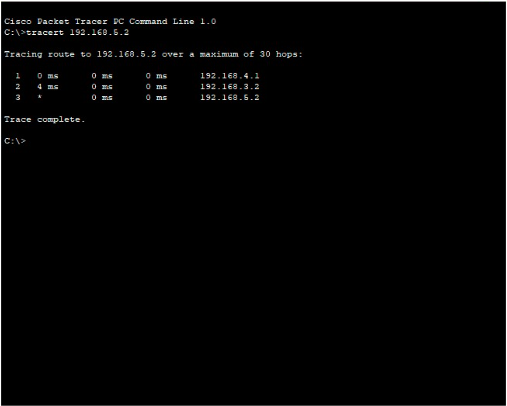 Cisco Packet Tracer PC Command Line 1.0
C:\>tracert 192.168.5.2
Tracing route to 192.168.5.2 over a maximum of 30 hops:
1 0 ms 0 ms 0 ms 192.168.4.1
2 4 ms 0 ms 0 ms 192.168.3.2
3 * 0 ms 0 ms 192.168.5.2
Trace complete.
C:\>